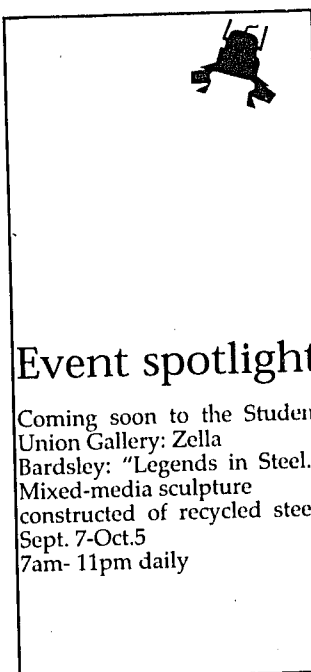 Event spotlight
Coming soon to the Studen
Union Gallery: Zella
Bardsley: "Legends in Steel.
Mixed-media sculpture
constructed of recycled stee
Sept. 7-Oct.5
7am- 11pm daily